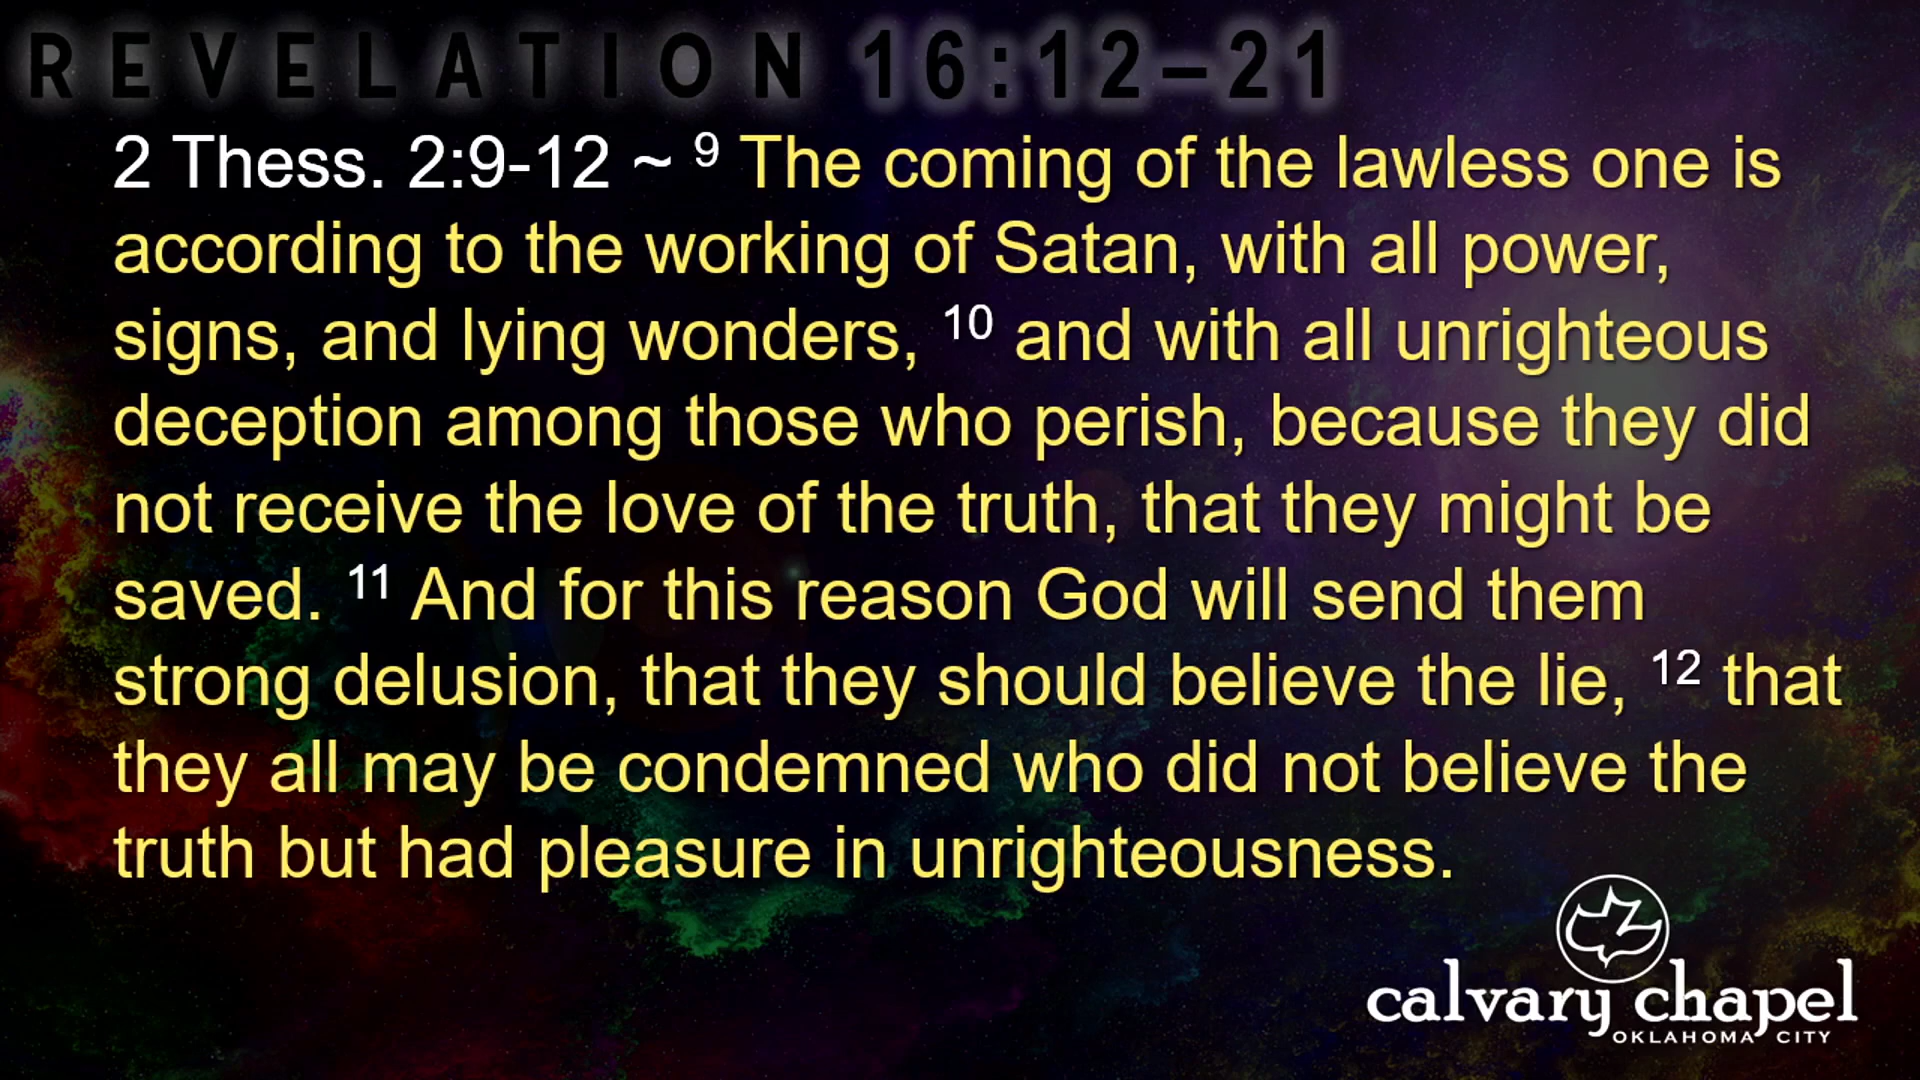 REVELATION 16:12–21
2 Thess. 2:9-12 ~ 9 The coming of the lawless one is
according to the working of Satan, with all power,
signs, and lying wonders, 10 and with all unrighteous
deception among those who perish, because they did
not receive the love of the truth, that they might be
saved. 11 And for this reason God will send them
strong delusion, that they should believe the lie, 12 that
they all may be condemned who did not believe the
truth but had pleasure in unrighteousness.
calvary chapel
OKLAHOMA CITY